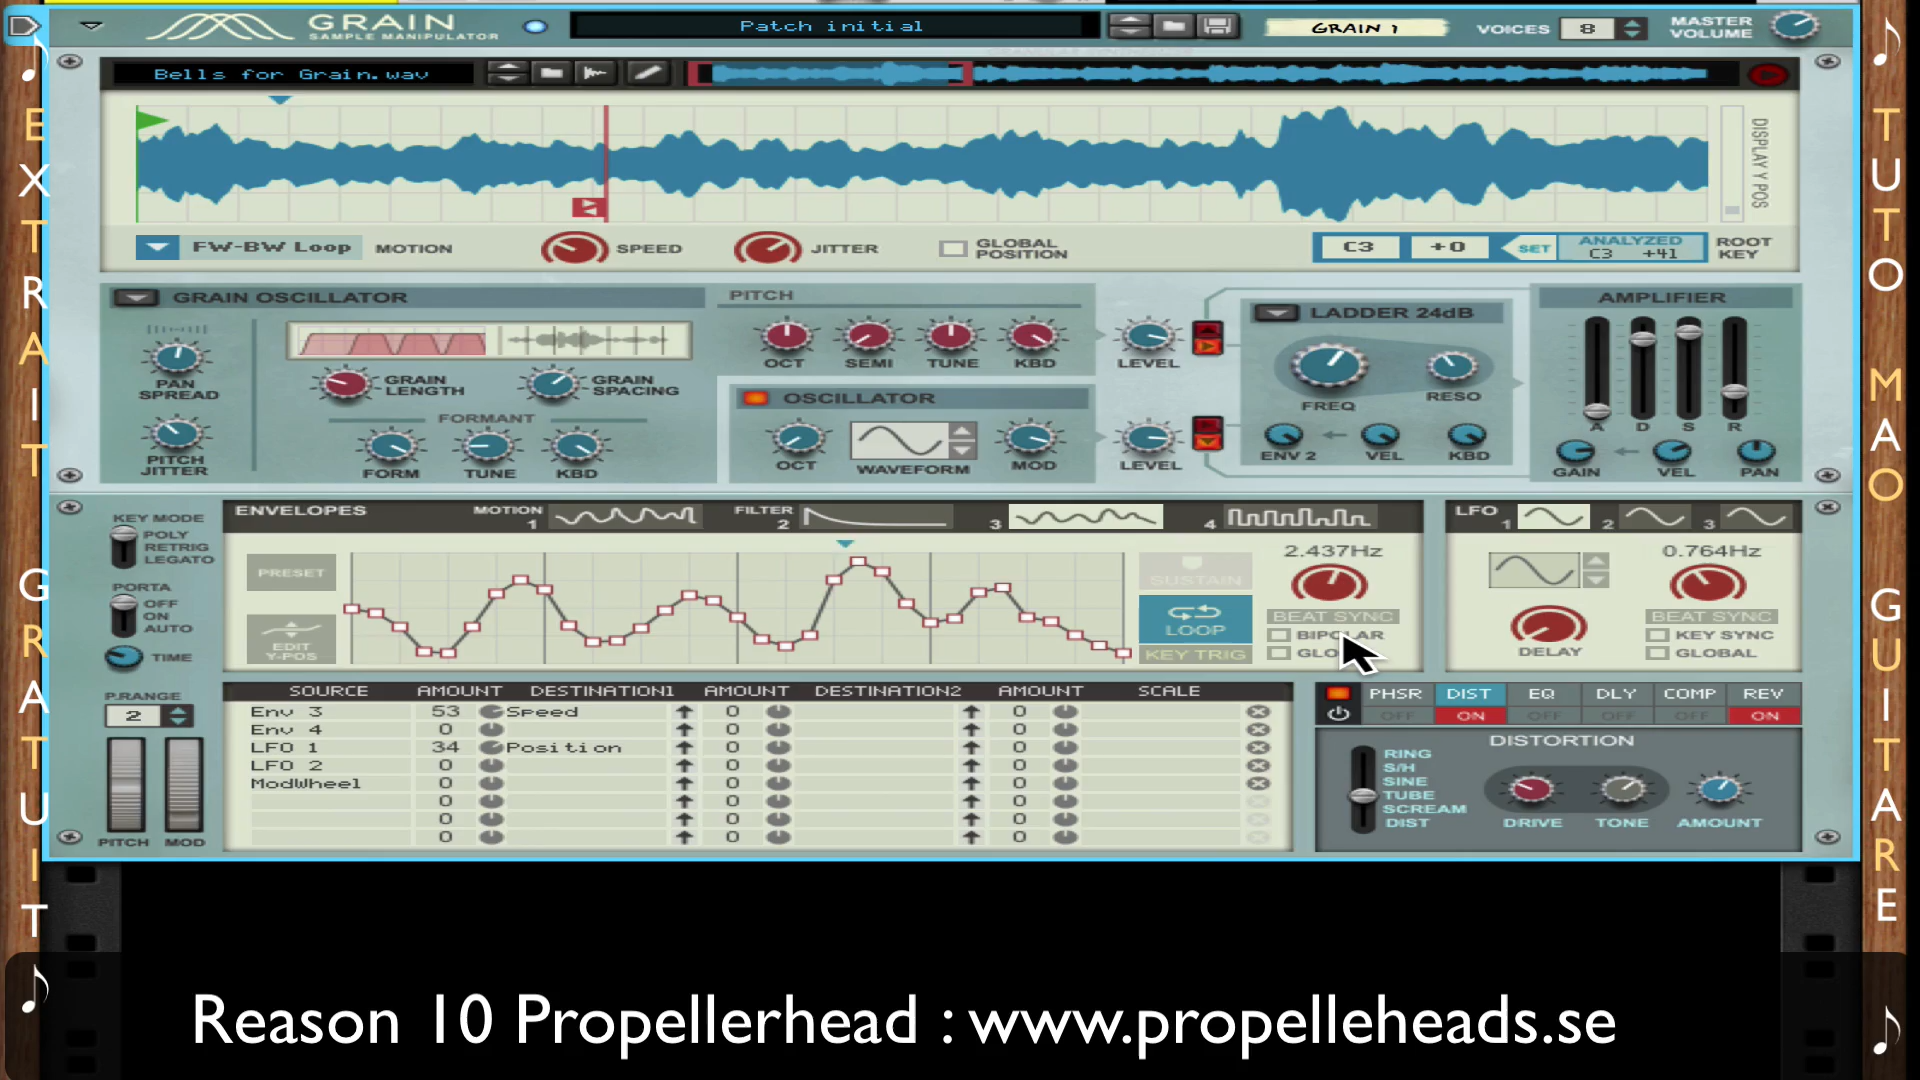 GRAIN
SAMPLE MANIPULATOR
Patch initial
GRAIN 1
VOICES 8
MASTER VOLUME
Bells for Grain.wav
DISPLAY Y POS
FW-BW Loop MOTION SPEED JITTER GLOBAL POSITION
C3 +0 SET ANALYZED C3 +41 ROOT KEY
GRAIN OSCILLATOR
PAN SPREAD
PITCH JITTER
GRAIN LENGTH
GRAIN SPACING
FORMANT
FORM TUNE KBD
PITCH
OCT SEMI TUNE KBD
LEVEL
OSCILLATOR
OCT WAVEFORM MOD
LEVEL
LADDER 24dB
FREQ RESO
ENV 2 VEL KBD
AMPLIFIER
A D S R
GAIN VEL PAN
KEY MODE
POLY
RETRIG
LEGATO
PORTA
OFF
ON
AUTO
TIME
P.RANGE
2
PITCH MOD
ENVELOPES MOTION 1 FILTER 2 3 4
PRESET
EDIT Y-POS
SUSTAIN
LOOP
KEY TRIG
2.437Hz
BEAT SYNC
LFO 1 2 3
0.764Hz
DELAY
BEAT SYNC
KEY SYNC
GLOBAL
SOURCE AMOUNT DESTINATION1 AMOUNT DESTINATION2 AMOUNT SCALE
Env 3 53 Speed 0 0
Env 4 0 0 0
LFO 1 34 Position 0 0
LFO 2 0 0 0
ModWheel 0 0 0
0 0 0
0 0 0
0 0 0
PHSR DIST EQ DLY COMP REV
OFF ON OFF OFF OFF ON
DISTORTION
RING
S/H
SINE
TUBE
SCREAM
DIST
DRIVE TONE AMOUNT
EXTRAIT GRATUIT
TUTO MAO GUITARE
Reason 10 Propellerhead : www.propelleheads.se